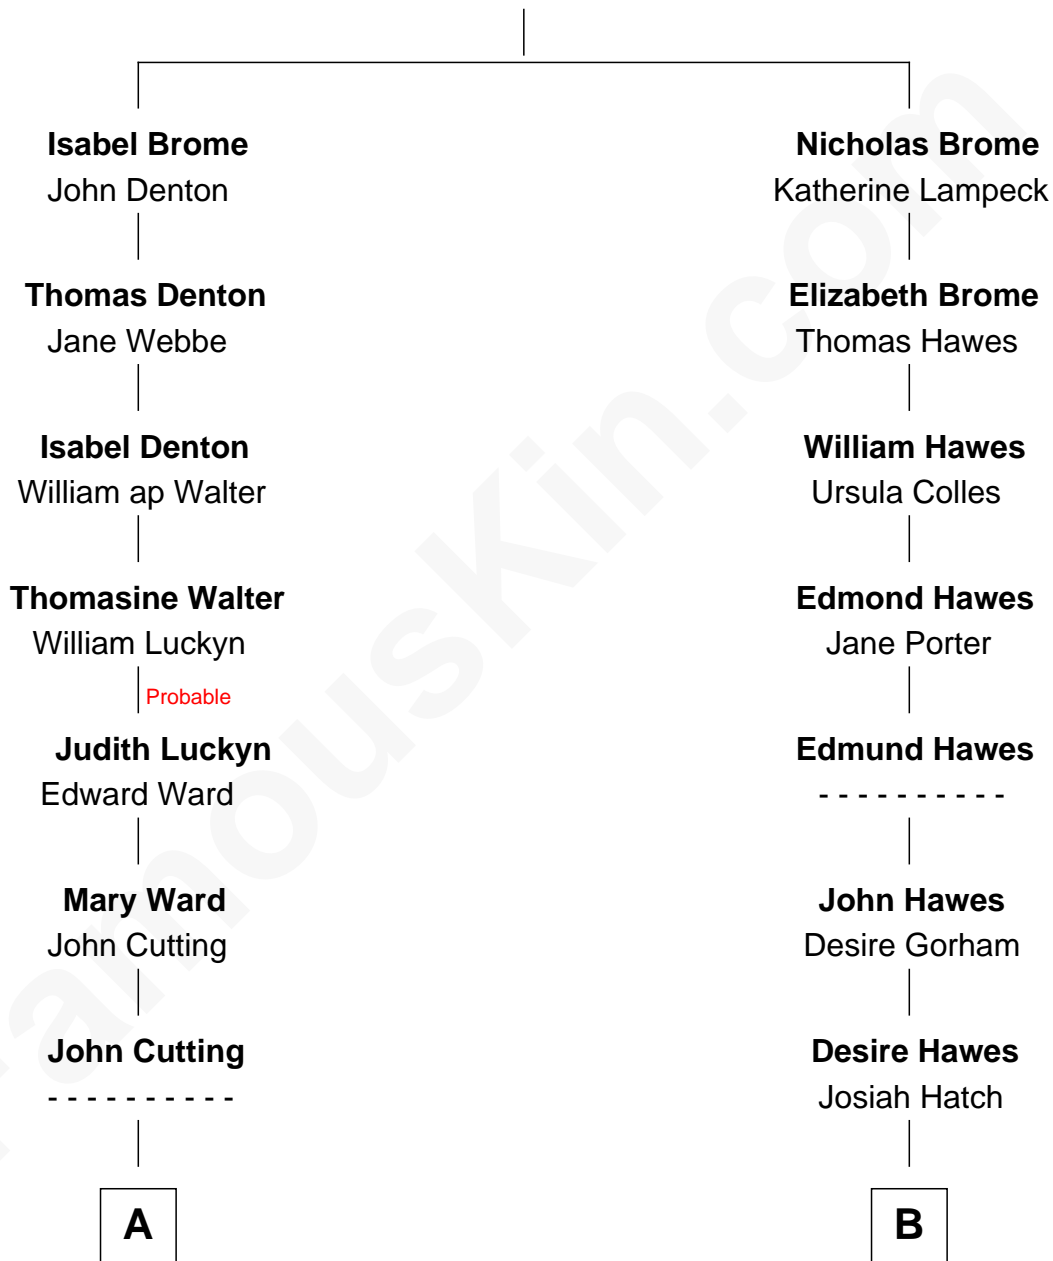 Isabel Brome
John Denton
Thomas Denton
Jane Webbe
Isabel Denton
William ap Walter
Thomasine Walter
William Luckyn
Probable
Judith Luckyn
Edward Ward
Mary Ward
John Cutting
John Cutting
- - - - - - - - - -
A
Nicholas Brome
Katherine Lampeck
Elizabeth Brome
Thomas Hawes
William Hawes
Ursula Colles
Edmond Hawes
Jane Porter
Edmund Hawes
- - - - - - - - - -
John Hawes
Desire Gorham
Desire Hawes
Josiah Hatch
B
FamousKin.com